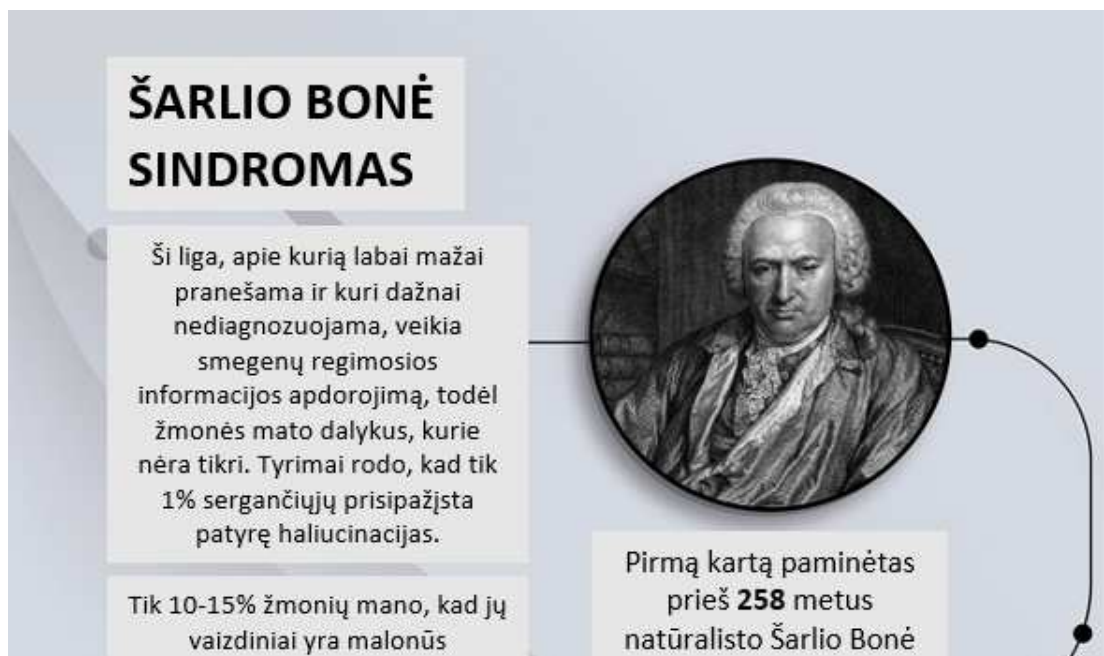 ŠARLIO BONĖ
SINDROMAS
Ši liga, apie kurią labai mažai
pranešama ir kuri dažnai
nediagnozuojama, veikia
smegenų regimosios
informacijos apdorojimą, todėl
žmonės mato dalykus, kurie
nėra tikri. Tyrimai rodo, kad tik
1% sergančiųjų prisipažįsta
patyrę haliucinacijas.
Tik 10-15% žmonių mano, kad jų
vaizdiniai yra malonūs
Pirmą kartą paminėtas
prieš 258 metus
natūralisto Šarlio Bonė